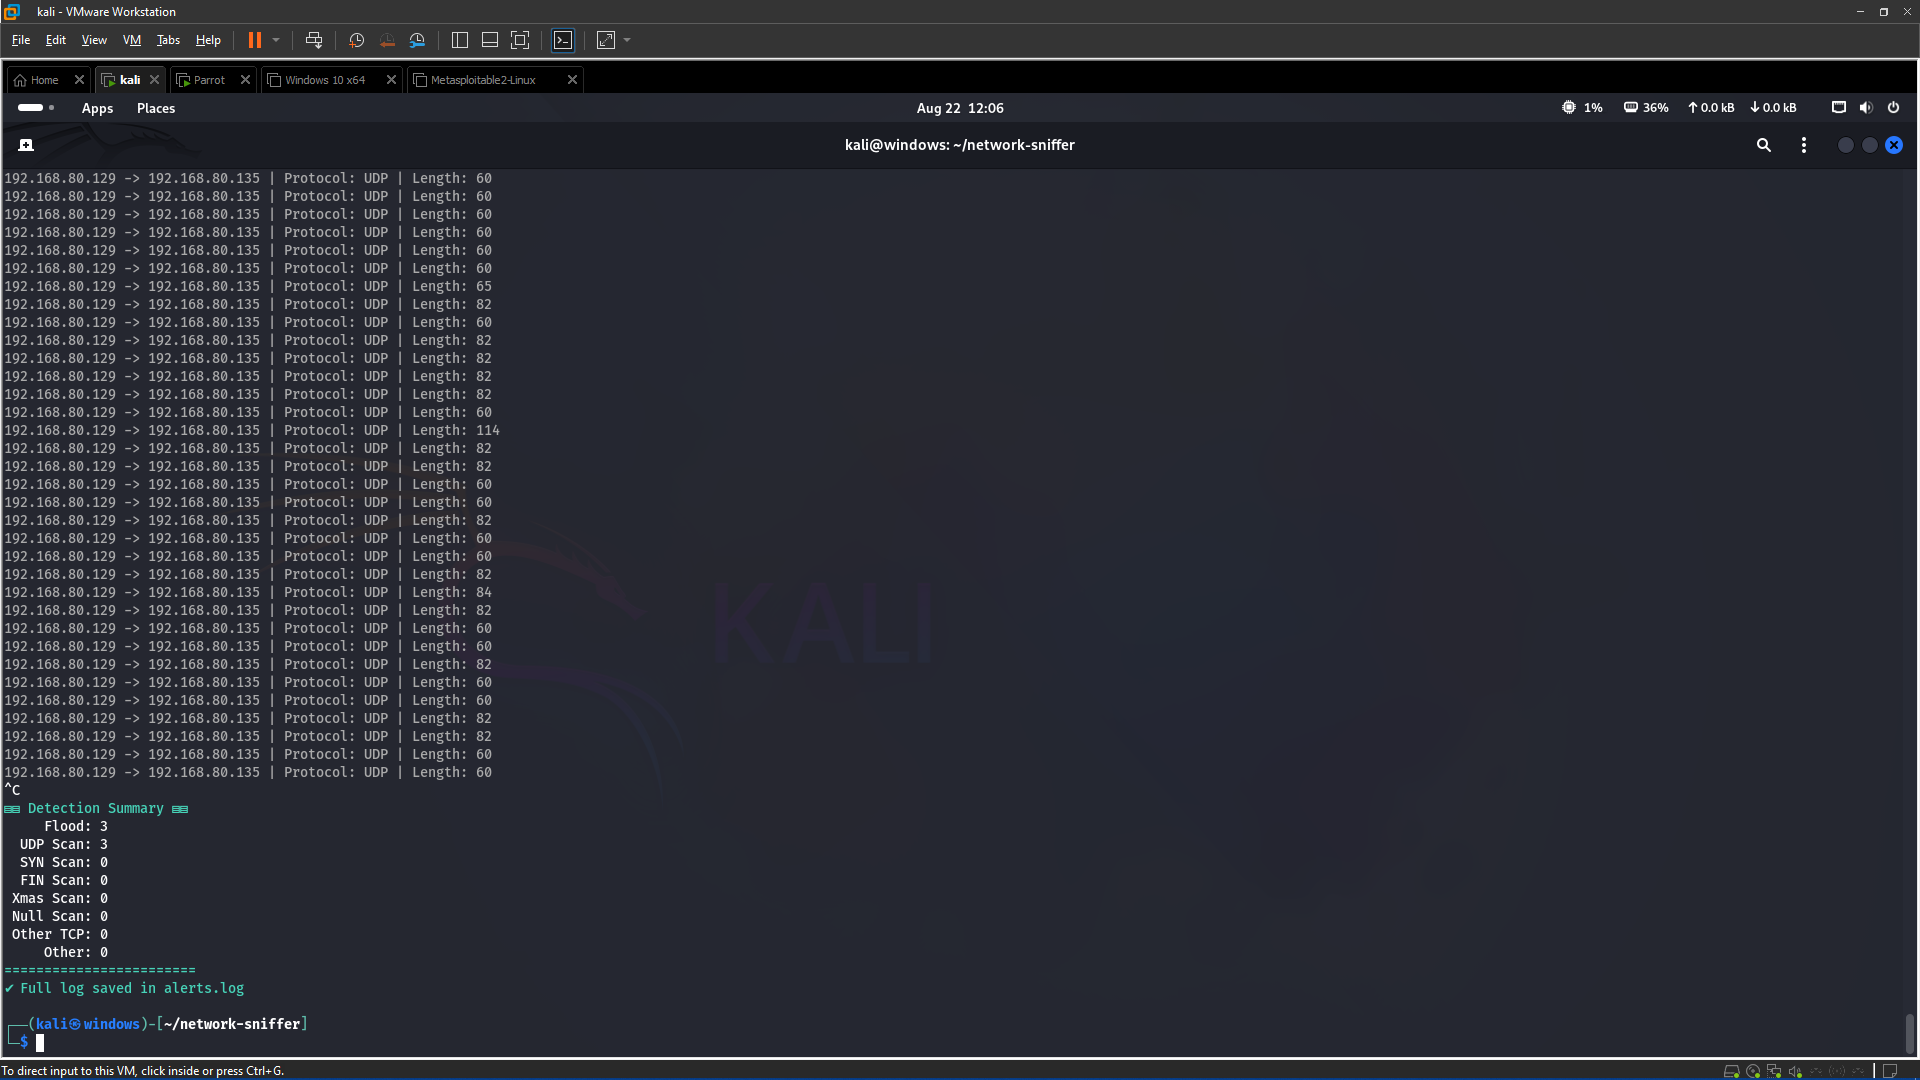 kali - VMware Workstation
File Edit View VM Tabs Help
Home kali Parrot Windows 10 x64 Metasploitable2-Linux
Apps Places Aug 22 12:06 1% 36% ↑0.0 kB ↓0.0 kB
kali@windows: ~/network-sniffer
192.168.80.129 -> 192.168.80.135 | Protocol: UDP | Length: 60
192.168.80.129 -> 192.168.80.135 | Protocol: UDP | Length: 60
192.168.80.129 -> 192.168.80.135 | Protocol: UDP | Length: 60
192.168.80.129 -> 192.168.80.135 | Protocol: UDP | Length: 60
192.168.80.129 -> 192.168.80.135 | Protocol: UDP | Length: 60
192.168.80.129 -> 192.168.80.135 | Protocol: UDP | Length: 60
192.168.80.129 -> 192.168.80.135 | Protocol: UDP | Length: 65
192.168.80.129 -> 192.168.80.135 | Protocol: UDP | Length: 82
192.168.80.129 -> 192.168.80.135 | Protocol: UDP | Length: 60
192.168.80.129 -> 192.168.80.135 | Protocol: UDP | Length: 82
192.168.80.129 -> 192.168.80.135 | Protocol: UDP | Length: 82
192.168.80.129 -> 192.168.80.135 | Protocol: UDP | Length: 82
192.168.80.129 -> 192.168.80.135 | Protocol: UDP | Length: 82
192.168.80.129 -> 192.168.80.135 | Protocol: UDP | Length: 60
192.168.80.129 -> 192.168.80.135 | Protocol: UDP | Length: 114
192.168.80.129 -> 192.168.80.135 | Protocol: UDP | Length: 82
192.168.80.129 -> 192.168.80.135 | Protocol: UDP | Length: 82
192.168.80.129 -> 192.168.80.135 | Protocol: UDP | Length: 60
192.168.80.129 -> 192.168.80.135 | Protocol: UDP | Length: 60
192.168.80.129 -> 192.168.80.135 | Protocol: UDP | Length: 82
192.168.80.129 -> 192.168.80.135 | Protocol: UDP | Length: 60
192.168.80.129 -> 192.168.80.135 | Protocol: UDP | Length: 60
192.168.80.129 -> 192.168.80.135 | Protocol: UDP | Length: 82
192.168.80.129 -> 192.168.80.135 | Protocol: UDP | Length: 84
192.168.80.129 -> 192.168.80.135 | Protocol: UDP | Length: 82
192.168.80.129 -> 192.168.80.135 | Protocol: UDP | Length: 60
192.168.80.129 -> 192.168.80.135 | Protocol: UDP | Length: 60
192.168.80.129 -> 192.168.80.135 | Protocol: UDP | Length: 82
192.168.80.129 -> 192.168.80.135 | Protocol: UDP | Length: 60
192.168.80.129 -> 192.168.80.135 | Protocol: UDP | Length: 60
192.168.80.129 -> 192.168.80.135 | Protocol: UDP | Length: 82
192.168.80.129 -> 192.168.80.135 | Protocol: UDP | Length: 82
192.168.80.129 -> 192.168.80.135 | Protocol: UDP | Length: 60
192.168.80.129 -> 192.168.80.135 | Protocol: UDP | Length: 60
KALI
^C
== Detection Summary ==
Flood: 3
UDP Scan: 3
SYN Scan: 0
FIN Scan: 0
Xmas Scan: 0
Null Scan: 0
Other TCP: 0
Other: 0
========================
✔ Full log saved in alerts.log
┌──(kali㉿windows)-[~/network-sniffer]
└─$
To direct input to this VM, click inside or press Ctrl+G.